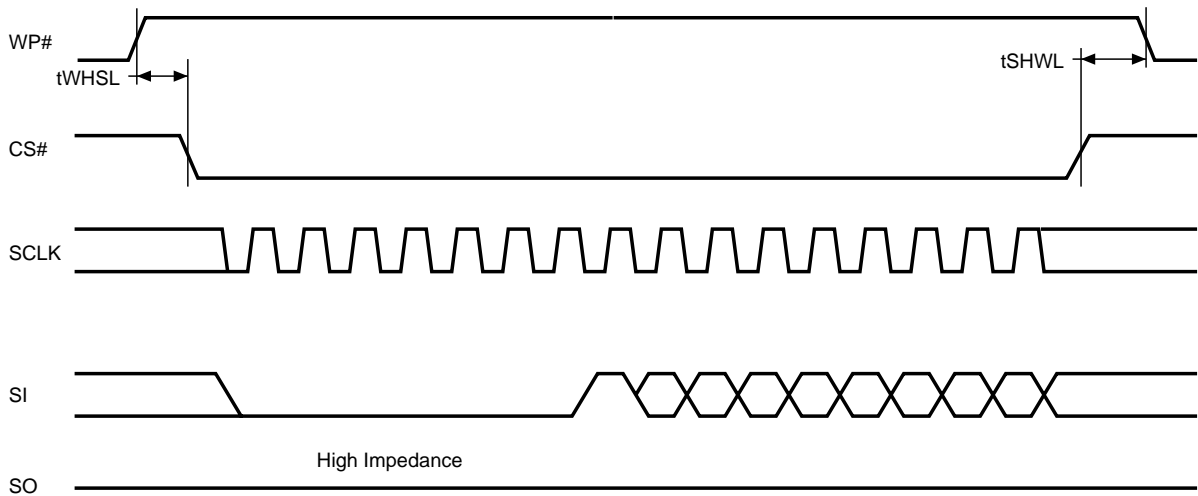 WP#
tWHSL
tSHWL
CS#
SCLK
SI
High Impedance
SO